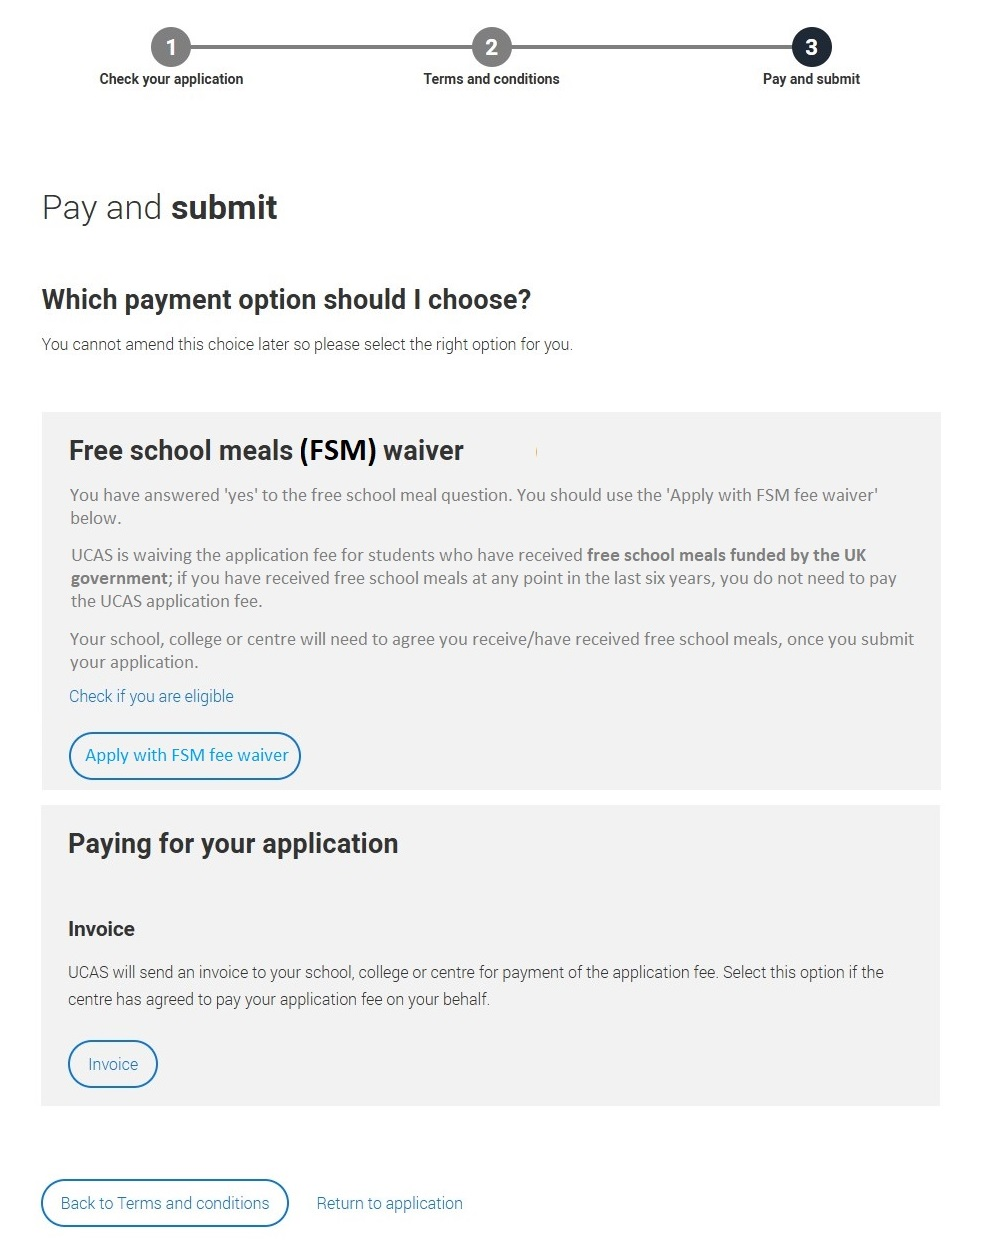 1
2
3
Check your application
Terms and conditions
Pay and submit
Pay and submit
Which payment option should I choose?
You cannot amend this choice later so please select the right option for you.
Free school meals (FSM) waiver
You have answered 'yes' to the free school meal question. You should use the 'Apply with FSM fee waiver'
below.
UCAS is waiving the application fee for students who have received free school meals funded by the UK
government; if you have received free school meals at any point in the last six years, you do not need to pay
the UCAS application fee.
Your school, college or centre will need to agree you receive/have received free school meals, once you submit
your application.
Check if you are eligible
Apply with FSM fee waiver
Paying for your application
Invoice
UCAS will send an invoice to your school, college or centre for payment of the application fee. Select this option if the
centre has agreed to pay your application fee on your behalf.
Invoice
Back to Terms and conditions
Return to application